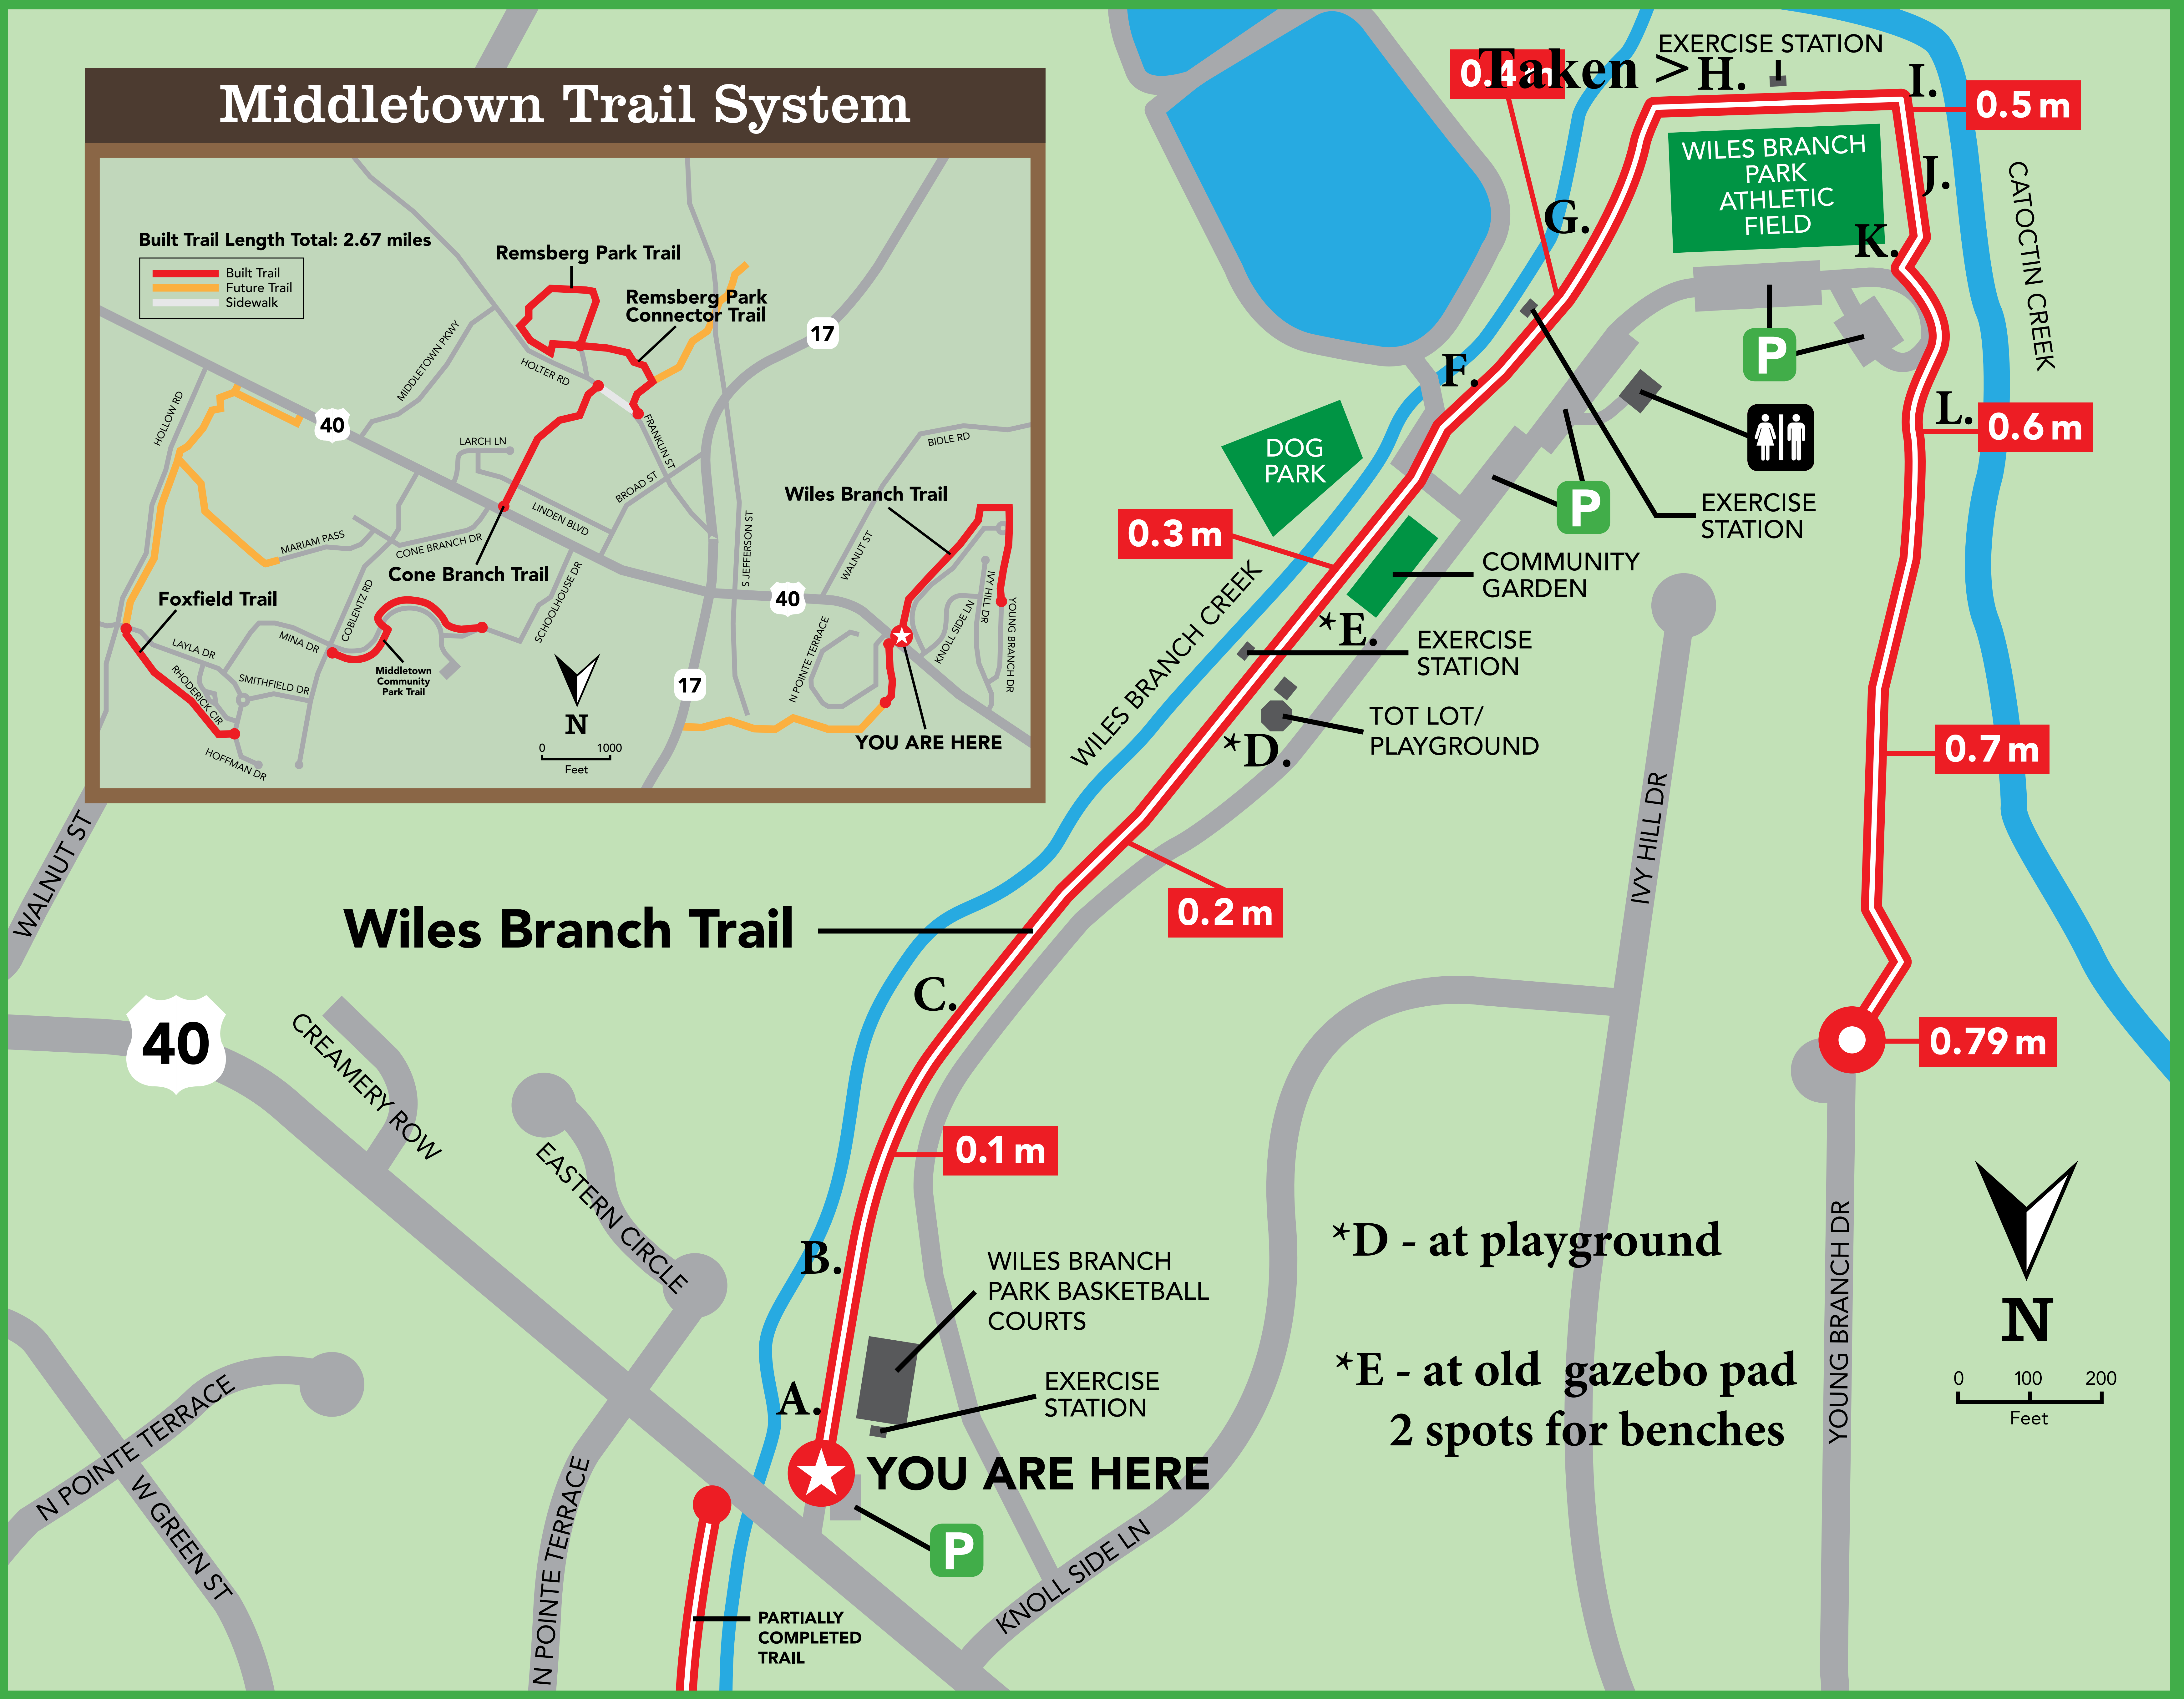 Middletown Trail System
Built Trail Length Total: 2.67 miles
Built Trail
Future Trail
Sidewalk
Remsberg Park Trail
Remsberg Park
Connector Trail
17
MIDDLETOWN PKWY
HOLTER RD
HOLLOW RD
40
FRANKLIN ST
LARCH LN
BROAD ST
LINDEN BLVD
BIDLE RD
Wiles Branch Trail
MARIAM PASS
CONE BRANCH DR
S JEFFERSON ST
WALNUT ST
Cone Branch Trail
SCHOOLHOUSE DR
40
IVY HILL DR
YOUNG BRANCH DR
KNOLL SIDE LN
Foxfield Trail
COBLENTZ RD
MINA DR
LAYLA DR
RHODERICK CIR
SMITHFIELD DR
Middletown
Community
Park Trail
N POINTE TERRACE
17
N
0 1000
Feet
HOFFMAN DR
YOU ARE HERE
0.4 m
Taken >
H.
EXERCISE STATION
I.
0.5 m
WILES BRANCH
PARK
ATHLETIC
FIELD
J.
K.
G.
CATOCTIN CREEK
P
F.
L.
0.6 m
DOG
PARK
P
EXERCISE
STATION
0.3 m
COMMUNITY
GARDEN
WILES BRANCH CREEK
*E.
EXERCISE
STATION
TOT LOT/
PLAYGROUND
*D.
0.7 m
IVY HILL DR
WALNUT ST
Wiles Branch Trail
0.2 m
C.
40
CREAMERY ROW
0.79 m
EASTERN CIRCLE
0.1 m
B.
WILES BRANCH
PARK BASKETBALL
COURTS
*D - at playground
YOUNG BRANCH DR
N
0 100 200
Feet
*E - at old gazebo pad
2 spots for benches
A.
EXERCISE
STATION
YOU ARE HERE
P
N POINTE TERRACE
W GREEN ST
N POINTE TERRACE
KNOLL SIDE LN
PARTIALLY
COMPLETED
TRAIL